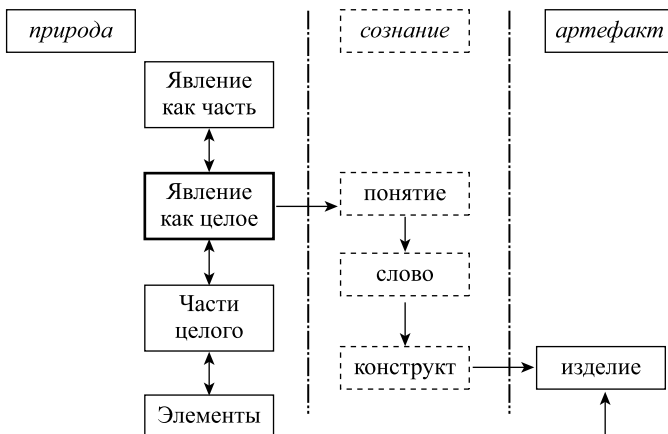 природа
сознание
артефакт
Явление
как часть
Явление
как целое
понятие
слово
Части
целого
конструкт
изделие
Элементы